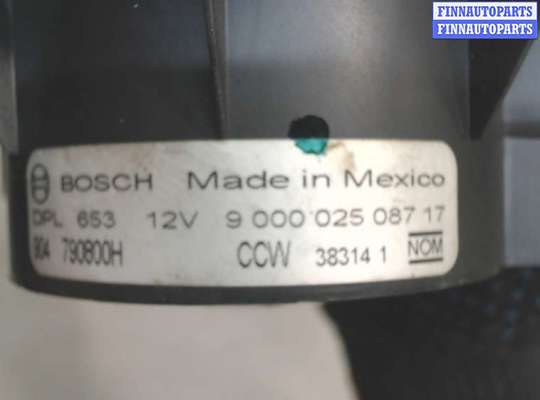 FINNAUTOPARTS
FINNAUTOPARTS
BOSCH Made in Mexico
DPL 653 12V 9 000 025 087 17
904 790800H CCW 38314 1 NOM